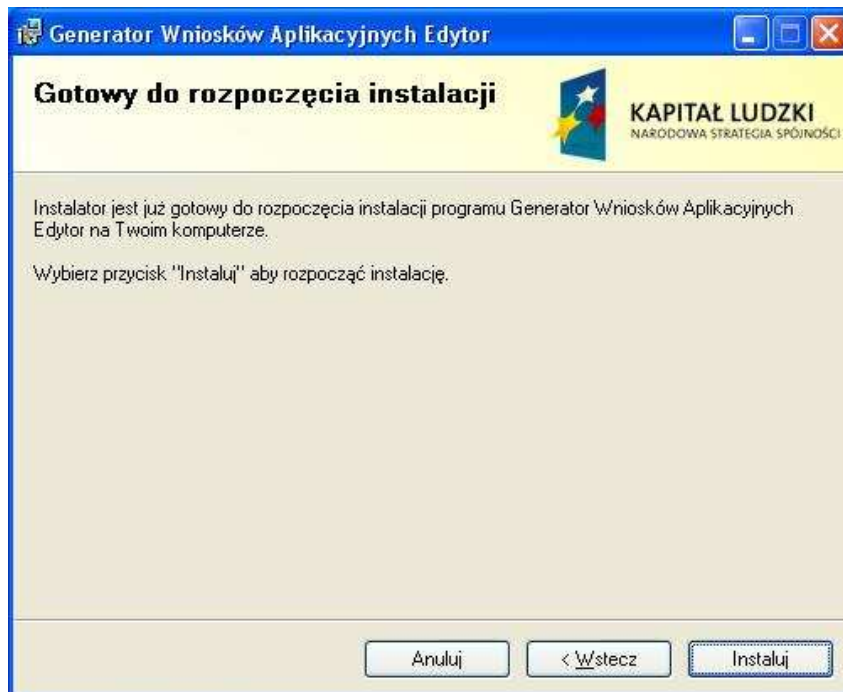 Generator Wniosków Aplikacyjnych Edytor
Gotowy do rozpoczęcia instalacji
KAPITAŁ LUDZKI
NARODOWA STRATEGIA SPÓJNOŚCI
Instalator jest już gotowy do rozpoczęcia instalacji programu Generator Wniosków Aplikacyjnych
Edytor na Twoim komputerze.
Wybierz przycisk "Instaluj" aby rozpocząć instalację.
Anuluj
< Wstecz
Instaluj